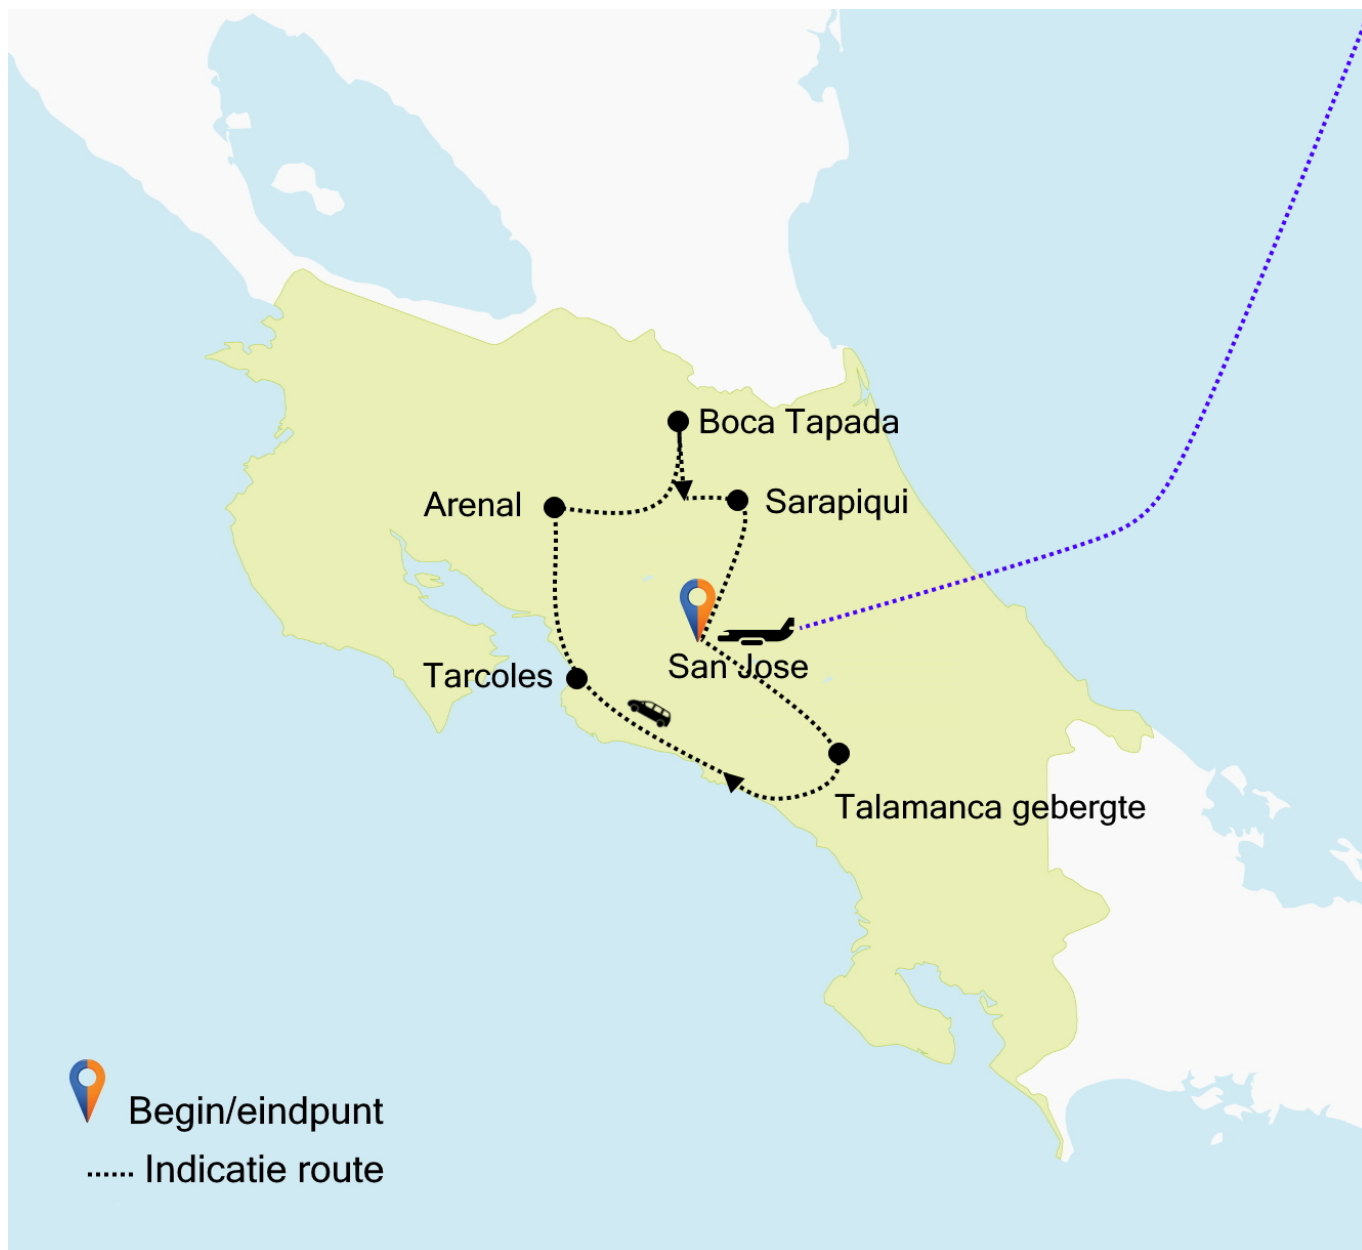 Boca Tapada
Arenal
Sarapiqui
San Jose
Tarcoles
Talamanca gebergte
Begin/eindpunt
Indicatie route